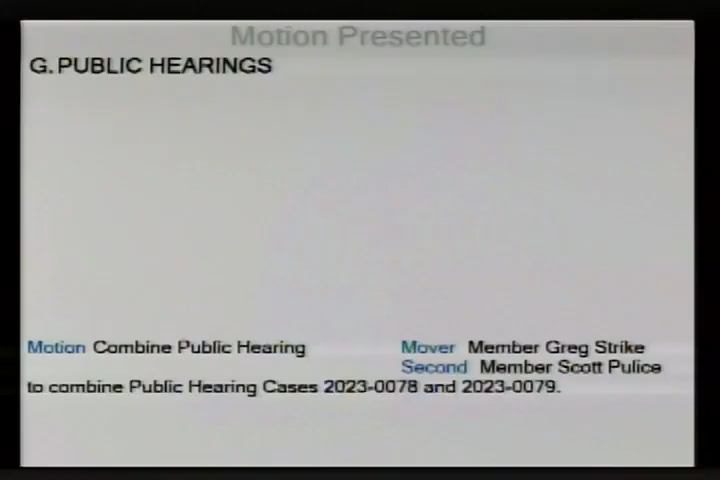 Motion Presented
G. PUBLIC HEARINGS
Motion Combine Public Hearing Mover Member Greg Strike
Second Member Scott Pulice
to combine Public Hearing Cases 2023-0078 and 2023-0079.